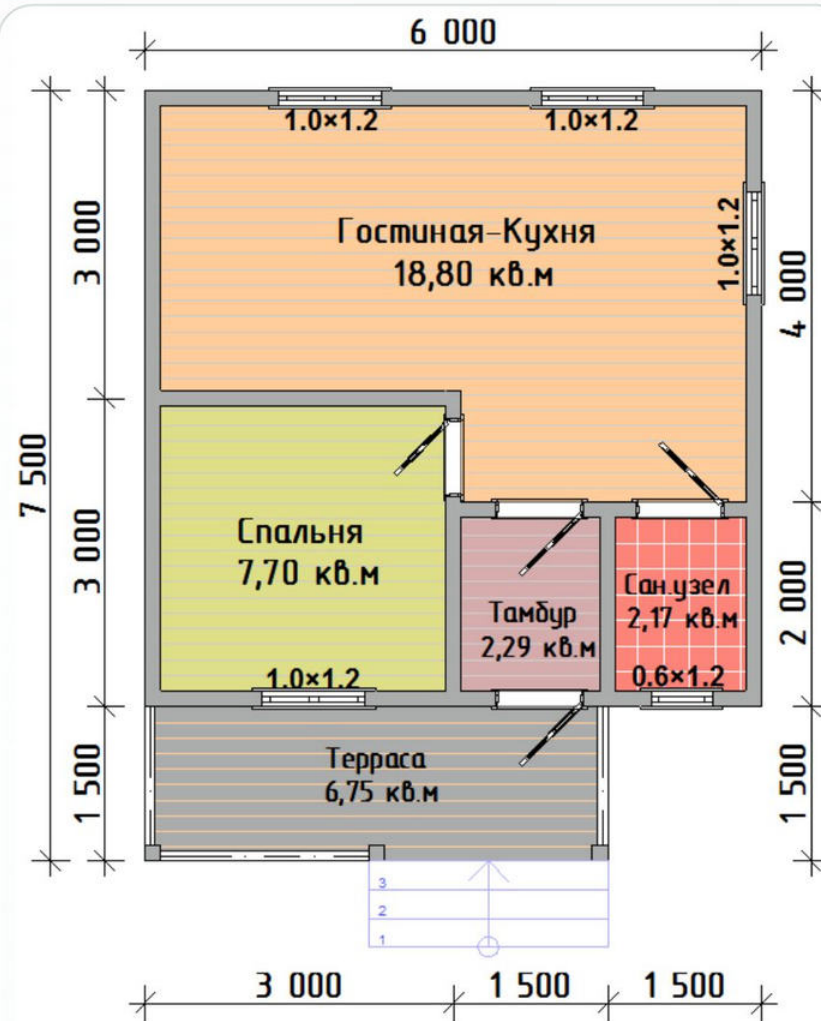 6 000
1.0×1.2
1.0×1.2
3 000
Гостиная-Кухня
18,80 кв.м
1.0×1.2
4 000
7 500
3 000
Спальня
7,70 кв.м
Тамбур
2,29 кв.м
Сан.узел
2,17 кв.м
2 000
1.0×1.2
0.6×1.2
1 500
Терраса
6,75 кв.м
1 500
3
2
1
3 000
1 500
1 500